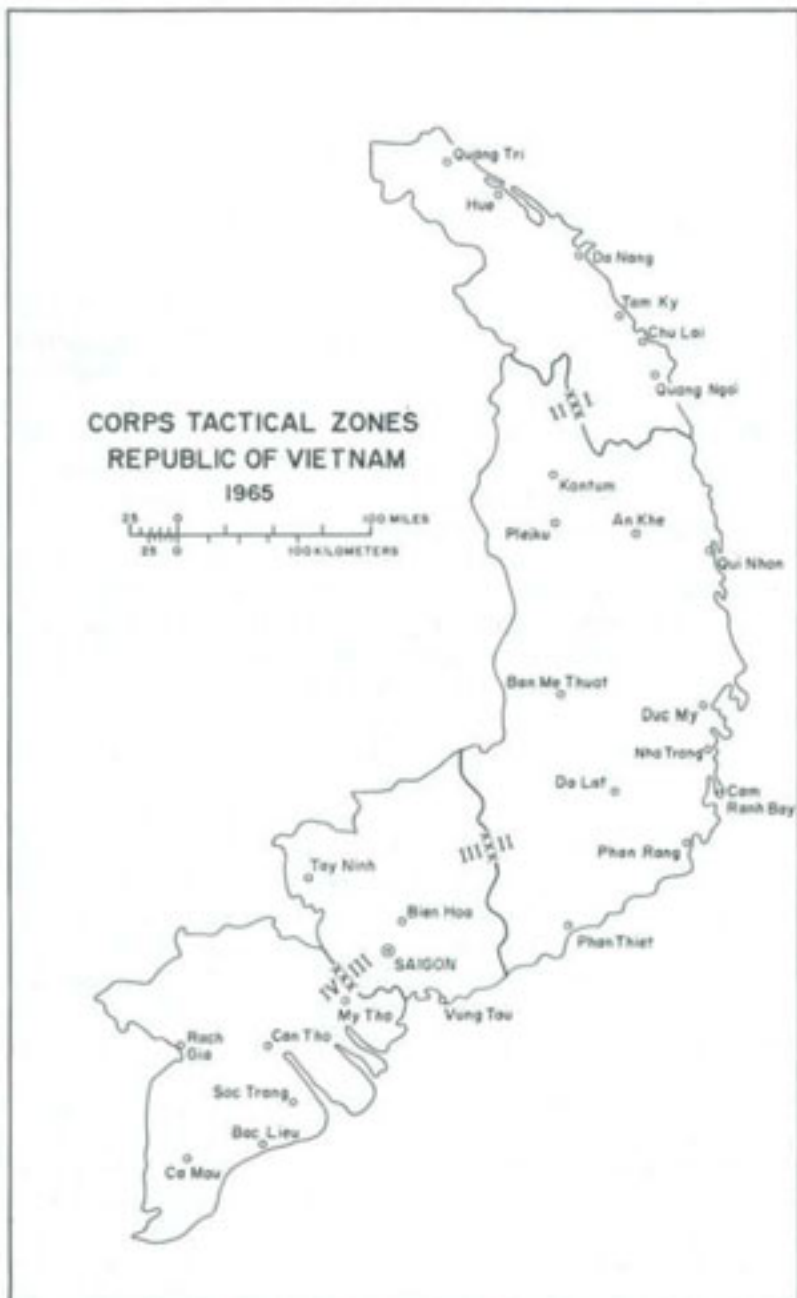 Quang Tri
Hue
Da Nang
Tam Ky
Chu Lai
Quang Ngai
I
XXX
II
CORPS TACTICAL ZONES
REPUBLIC OF VIETNAM
1965
25 0 100 MILES
25 0 100 KILOMETERS
Kontum
Pleiku
An Khe
Qui Nhon
Ban Me Thuot
Duc My
Nha Trang
Da Lat
Cam
Ranh Bay
III XXX II
Phan Rang
Tay Ninh
Bien Hoa
Phan Thiet
SAIGON
IV XXX III
My Tho
Vung Tau
Rach
Gia
Can Tho
Soc Trang
Bac Lieu
Ca Mau